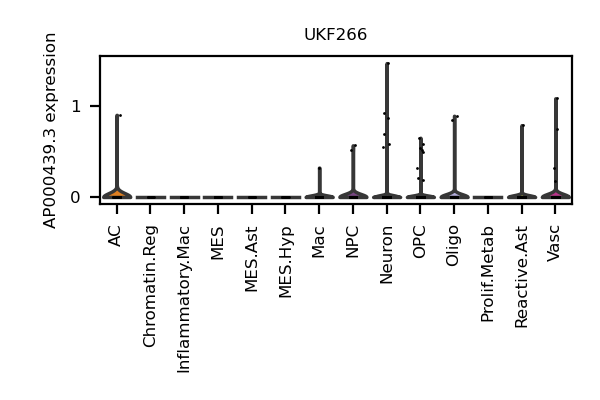 UKF266
AP000439.3 expression
1
0
AC
Chromatin.Reg
Inflammatory.Mac
MES
MES.Ast
MES.Hyp
Mac
NPC
Neuron
OPC
Oligo
Prolif.Metab
Reactive.Ast
Vasc